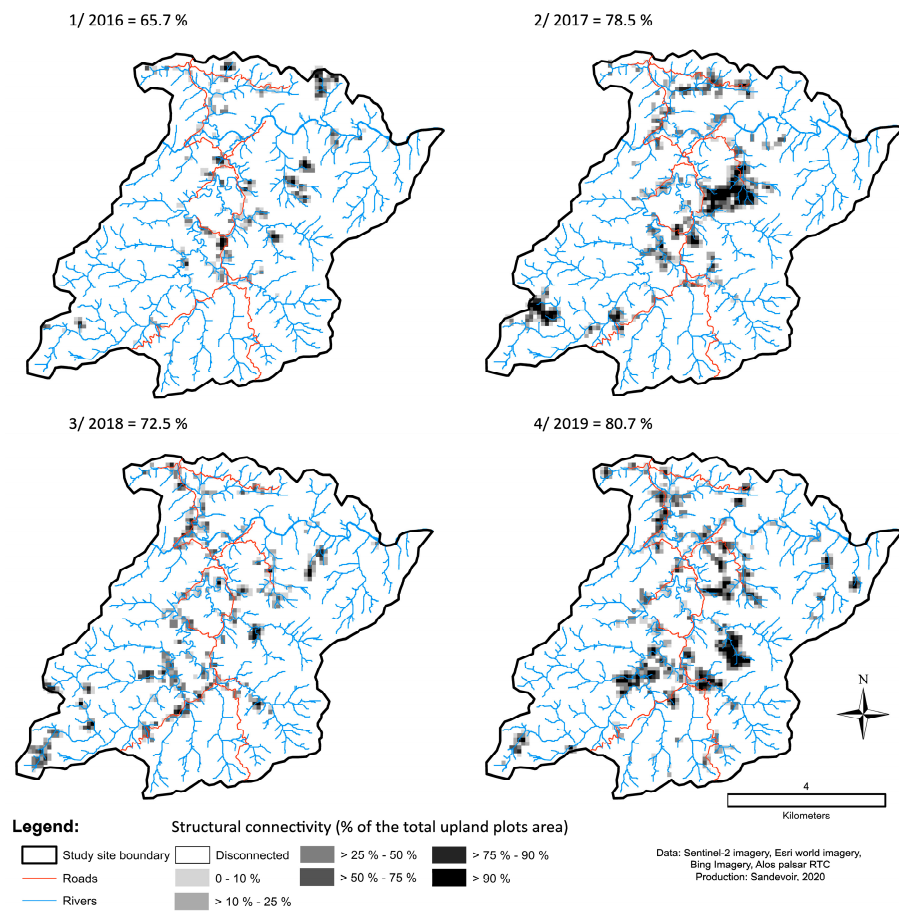 1/ 2016 = 65.7 %
2/ 2017 = 78.5 %
3/ 2018 = 72.5 %
4/ 2019 = 80.7 %
N
4
Kilometers
Legend:
Structural connectivity (% of the total upland plots area)
Study site boundary
Roads
Rivers
Disconnected
0 - 10 %
> 10 % - 25 %
> 25 % - 50 %
> 50 % - 75 %
> 75 % - 90 %
> 90 %
Data: Sentinel-2 imagery, Esri world imagery,
Bing Imagery, Alos palsar RTC
Production: Sandevoir, 2020